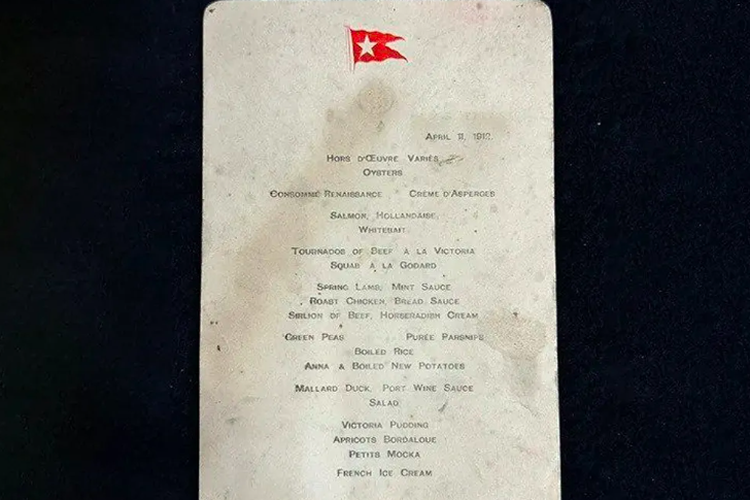 April 11, 1912.
Hors d'Œuvre Variés
Oysters
Consommé Renaissance Crème d'Asperges
Salmon, Hollandaise
Whitebait
Tournados of Beef a la Victoria
Squab a la Godard
Spring Lamb, Mint Sauce
Roast Chicken, Bread Sauce
Sirlion of Beef, Horseradish Cream
Green Peas Purée Parsnips
Boiled Rice
Anna & Boiled New Potatoes
Mallard Duck, Port Wine Sauce
Salad
Victoria Pudding
Apricots Bordaloue
Petits Moka
French Ice Cream